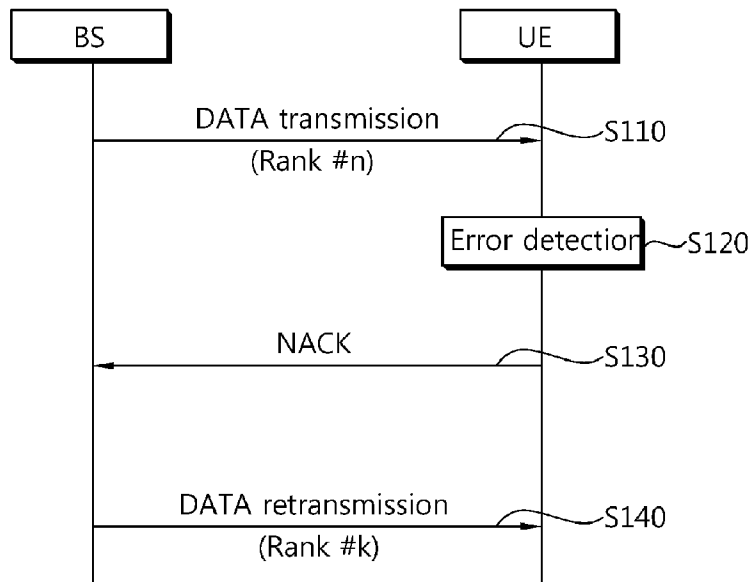 BS
UE
DATA transmission
S110
(Rank #n)
Error detection
S120
NACK
S130
DATA retransmission
S140
(Rank #k)